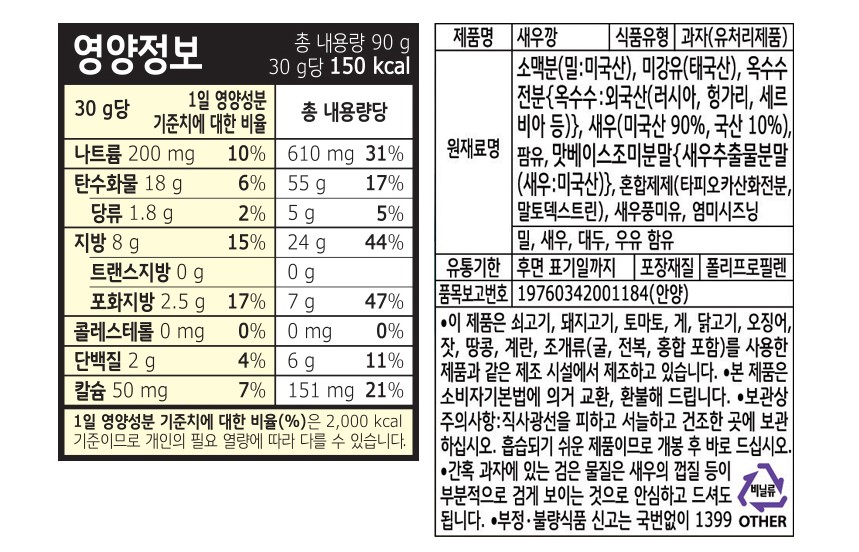 영양정보
총 내용량 90 g
30 g당 150 kcal
30 g당 1일 영양성분 기준치에 대한 비율 총 내용량당
나트륨 200 mg 10% 610 mg 31%
탄수화물 18 g 6% 55 g 17%
당류 1.8 g 2% 5 g 5%
지방 8 g 15% 24 g 44%
트랜스지방 0 g 0 g
포화지방 2.5 g 17% 7 g 47%
콜레스테롤 0 mg 0% 0 mg 0%
단백질 2 g 4% 6 g 11%
칼슘 50 mg 7% 151 mg 21%
1일 영양성분 기준치에 대한 비율(%)은 2,000 kcal
기준이므로 개인의 필요 열량에 따라 다를 수 있습니다.
제품명 새우깡 식품유형 과자(유처리제품)
원재료명
소맥분(밀:미국산), 미강유(태국산), 옥수수
전분{옥수수:외국산(러시아, 헝가리, 세르
비아 등)}, 새우(미국산 90%, 국산 10%),
팜유, 맛베이스조미분말{새우추출물분말
(새우:미국산)}, 혼합제제(타피오카산화전분,
말토덱스트린), 새우풍미유, 염미시즈닝
밀, 새우, 대두, 우유 함유
유통기한 후면 표기일까지 포장재질 폴리프로필렌
품목보고번호 19760342001184(안양)
•이 제품은 쇠고기, 돼지고기, 토마토, 게, 닭고기, 오징어,
잣, 땅콩, 계란, 조개류(굴, 전복, 홍합 포함)를 사용한
제품과 같은 제조 시설에서 제조하고 있습니다. •본 제품은
소비자기본법에 의거 교환, 환불해 드립니다. •보관상
주의사항:직사광선을 피하고 서늘하고 건조한 곳에 보관
하십시오. 흡습되기 쉬운 제품이므로 개봉 후 바로 드십시오.
•간혹 과자에 있는 검은 물질은 새우의 껍질 등이
부분적으로 검게 보이는 것으로 안심하고 드셔도
됩니다. •부정·불량식품 신고는 국번없이 1399
비닐류
OTHER